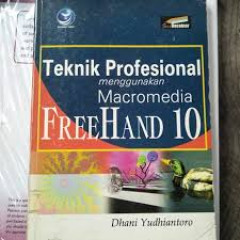 Teknik Profesional
menggunakan
Macromedia
FREEHAND 10
Dhani Yudhiantoro